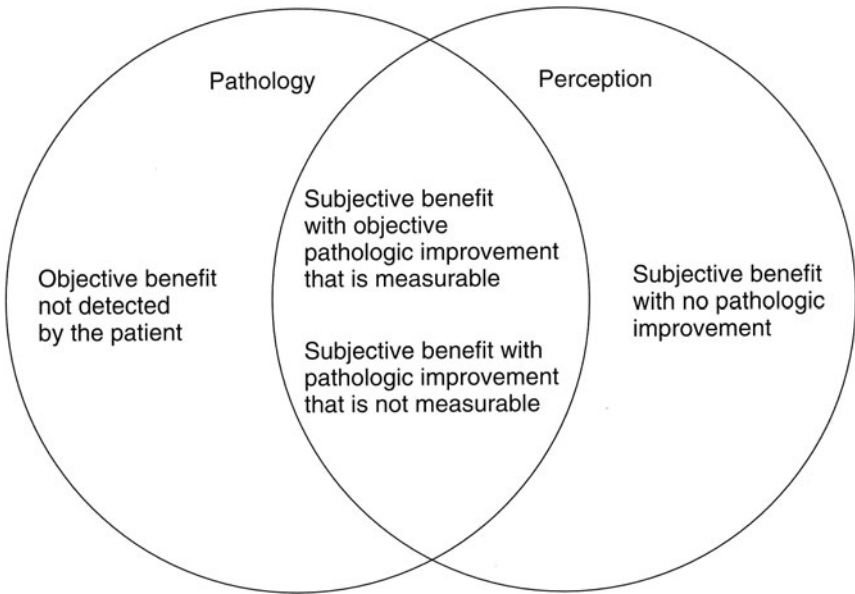 Pathology
Perception
Objective benefit
not detected
by the patient
Subjective benefit
with objective
pathologic improvement
that is measurable
Subjective benefit with
pathologic improvement
that is not measurable
Subjective benefit
with no pathologic
improvement